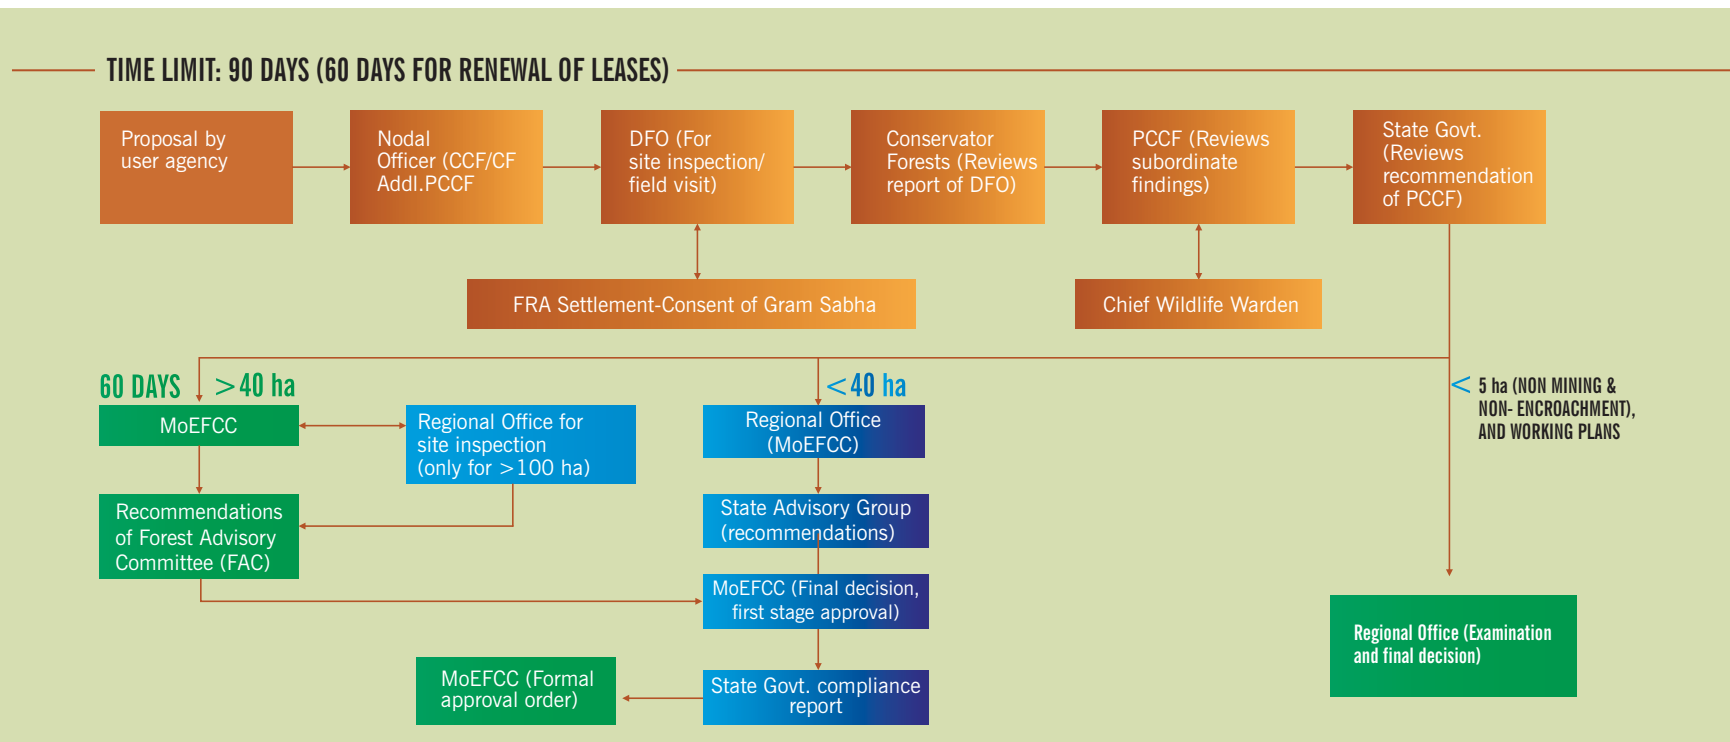 TIME LIMIT: 90 DAYS (60 DAYS FOR RENEWAL OF LEASES)
Proposal by
user agency
Nodal
Officer (CCF/CF
Addl.PCCF
DFO (For
site inspection/
field visit)
Conservator
Forests (Reviews
report of DFO)
PCCF (Reviews
subordinate
findings)
State Govt.
(Reviews
recommendation
of PCCF)
FRA Settlement-Consent of Gram Sabha
Chief Wildlife Warden
60 DAYS >40 ha
<40 ha
< 5 ha (NON MINING &
NON- ENCROACHMENT),
AND WORKING PLANS
MoEFCC
Regional Office for
site inspection
(only for >100 ha)
Regional Office
(MoEFCC)
Recommendations
of Forest Advisory
Committee (FAC)
State Advisory Group
(recommendations)
MoEFCC (Final decision,
first stage approval)
Regional Office (Examination
and final decision)
MoEFCC (Formal
approval order)
State Govt. compliance
report